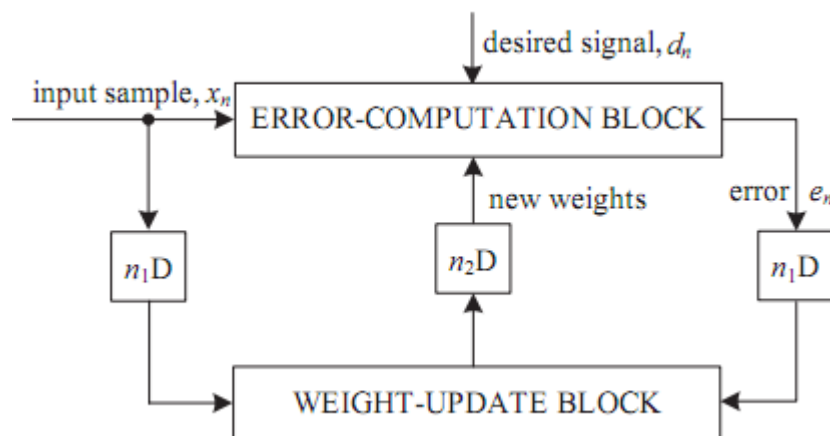 desired signal, dₙ
input sample, xₙ
ERROR-COMPUTATION BLOCK
new weights
error eₙ
n₁D
n₂D
n₁D
WEIGHT-UPDATE BLOCK